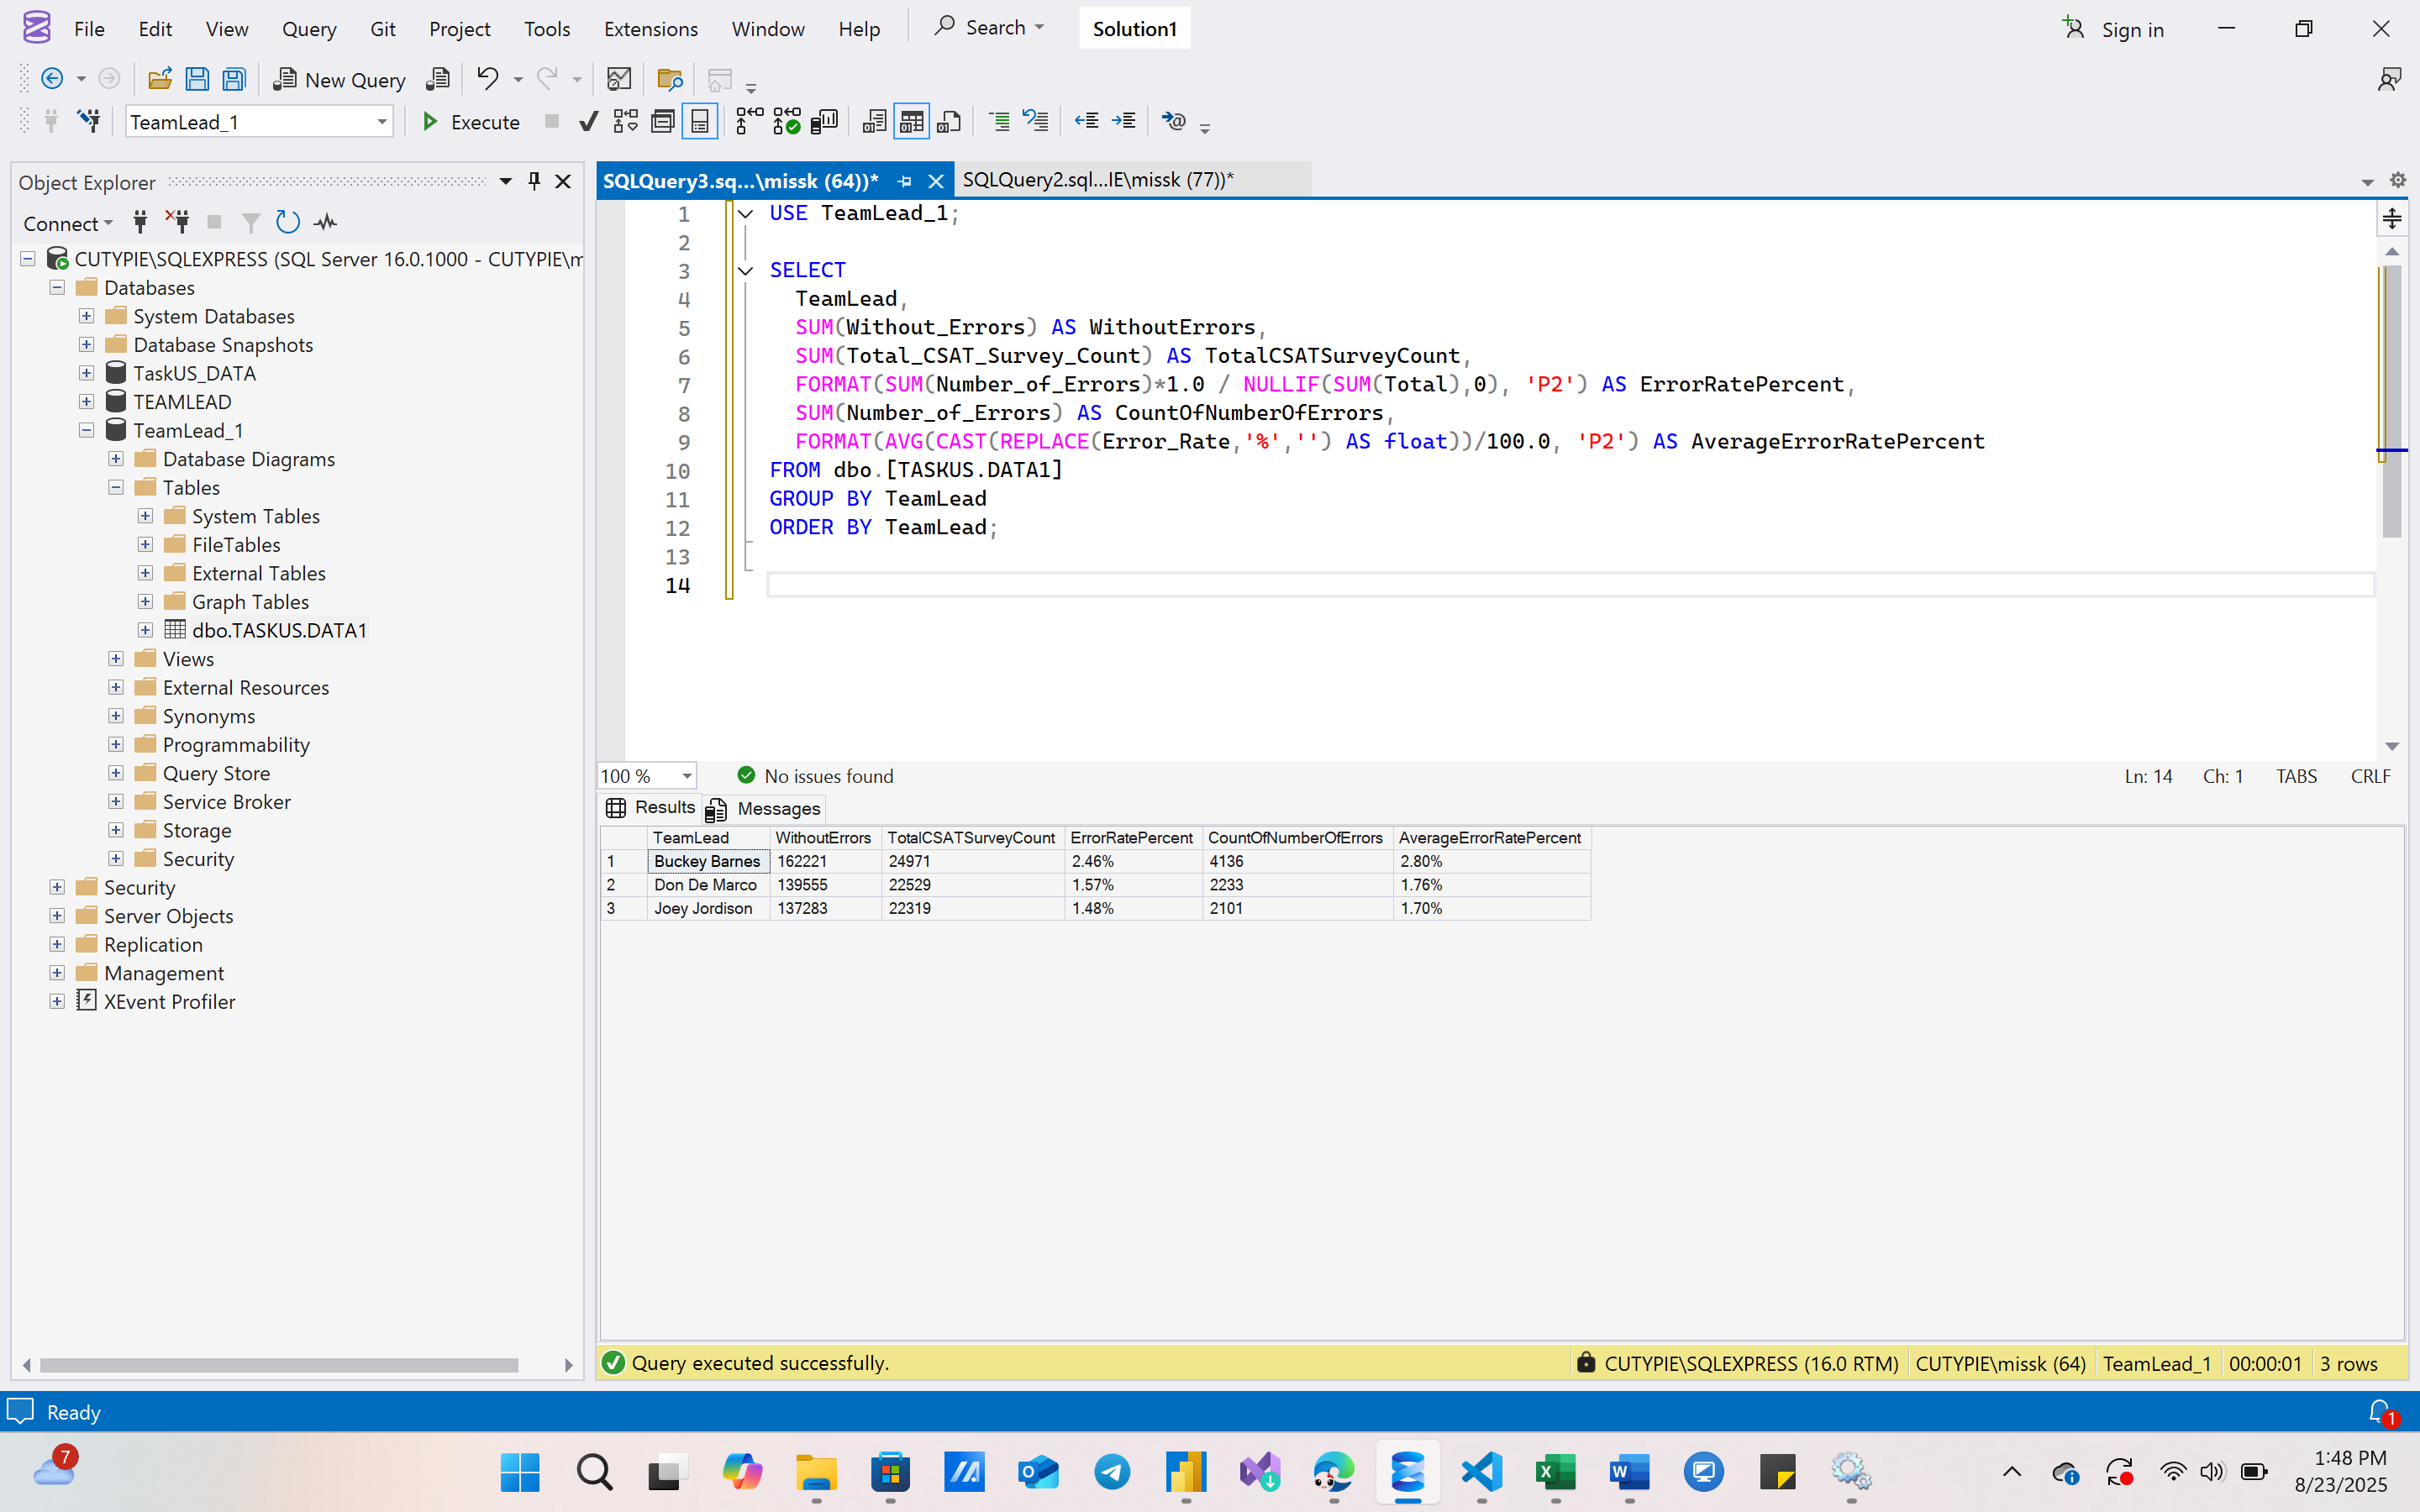 File Edit View Query Git Project Tools Extensions Window Help Search Solution1 Sign in
New Query
TeamLead_1 Execute
Object Explorer
Connect
CUTYPIE\SQLEXPRESS (SQL Server 16.0.1000 - CUTYPIE\m
Databases
System Databases
Database Snapshots
TaskUS_DATA
TEAMLEAD
TeamLead_1
Database Diagrams
Tables
System Tables
FileTables
External Tables
Graph Tables
dbo.TASKUS.DATA1
Views
External Resources
Synonyms
Programmability
Query Store
Service Broker
Storage
Security
Security
Server Objects
Replication
Management
XEvent Profiler
SQLQuery3.sq...\missk (64))* SQLQuery2.sql...IE\missk (77))*
1 USE TeamLead_1;
2
3 SELECT
4 TeamLead,
5 SUM(Without_Errors) AS WithoutErrors,
6 SUM(Total_CSAT_Survey_Count) AS TotalCSATSurveyCount,
7 FORMAT(SUM(Number_of_Errors)*1.0 / NULLIF(SUM(Total),0), 'P2') AS ErrorRatePercent,
8 SUM(Number_of_Errors) AS CountOfNumberOfErrors,
9 FORMAT(AVG(CAST(REPLACE(Error_Rate,'%','') AS float))/100.0, 'P2') AS AverageErrorRatePercent
10 FROM dbo.[TASKUS.DATA1]
11 GROUP BY TeamLead
12 ORDER BY TeamLead;
13
14
100 % No issues found Ln: 14 Ch: 1 TABS CRLF
Results Messages
TeamLead WithoutErrors TotalCSATSurveyCount ErrorRatePercent CountOfNumberOfErrors AverageErrorRatePercent
1 Buckey Barnes 162221 24971 2.46% 4136 2.80%
2 Don De Marco 139555 22529 1.57% 2233 1.76%
3 Joey Jordison 137283 22319 1.48% 2101 1.70%
Query executed successfully. CUTYPIE\SQLEXPRESS (16.0 RTM) CUTYPIE\missk (64) TeamLead_1 00:00:01 3 rows
Ready 1
7 1:48 PM
8/23/2025